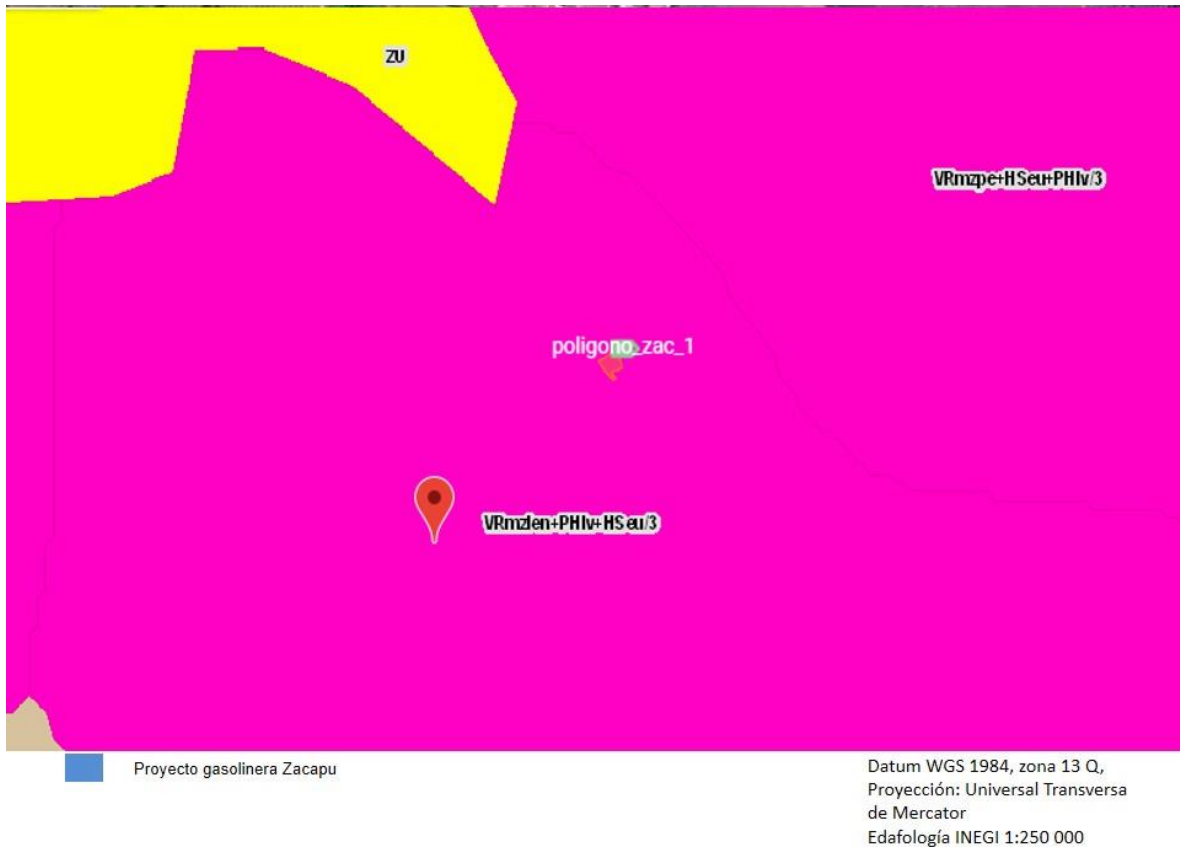 ZU
VRmzpe+HSeu+PHlv/3
poligono_zac_1
VRmzlen+PHlv+HSeu/3
Proyecto gasolinera Zacapu
Datum WGS 1984, zona 13 Q,
Proyección: Universal Transversa
de Mercator
Edafología INEGI 1:250 000